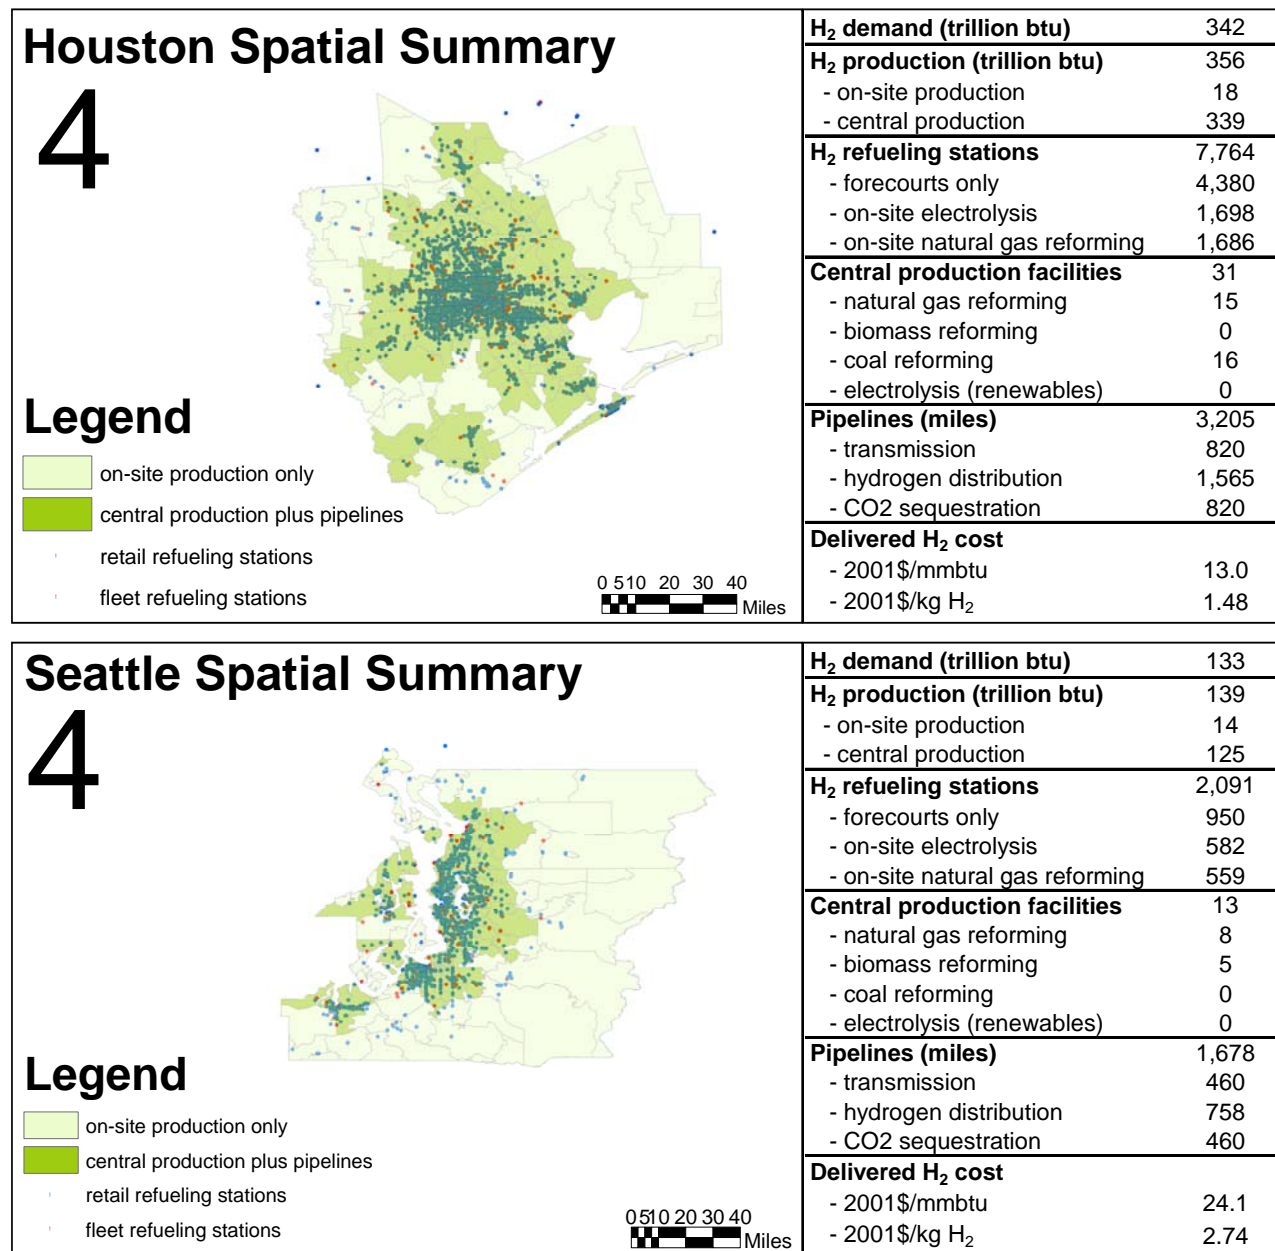 Houston Spatial Summary
4
Legend
on-site production only
central production plus pipelines
retail refueling stations
fleet refueling stations
0 510 20 30 40
Miles
H2 demand (trillion btu) 342
H2 production (trillion btu) 356
- on-site production 18
- central production 339
H2 refueling stations 7,764
- forecourts only 4,380
- on-site electrolysis 1,698
- on-site natural gas reforming 1,686
Central production facilities 31
- natural gas reforming 15
- biomass reforming 0
- coal reforming 16
- electrolysis (renewables) 0
Pipelines (miles) 3,205
- transmission 820
- hydrogen distribution 1,565
- CO2 sequestration 820
Delivered H2 cost
- 2001$/mmbtu 13.0
- 2001$/kg H2 1.48
Seattle Spatial Summary
4
Legend
on-site production only
central production plus pipelines
retail refueling stations
fleet refueling stations
0510 20 30 40
Miles
H2 demand (trillion btu) 133
H2 production (trillion btu) 139
- on-site production 14
- central production 125
H2 refueling stations 2,091
- forecourts only 950
- on-site electrolysis 582
- on-site natural gas reforming 559
Central production facilities 13
- natural gas reforming 8
- biomass reforming 5
- coal reforming 0
- electrolysis (renewables) 0
Pipelines (miles) 1,678
- transmission 460
- hydrogen distribution 758
- CO2 sequestration 460
Delivered H2 cost
- 2001$/mmbtu 24.1
- 2001$/kg H2 2.74